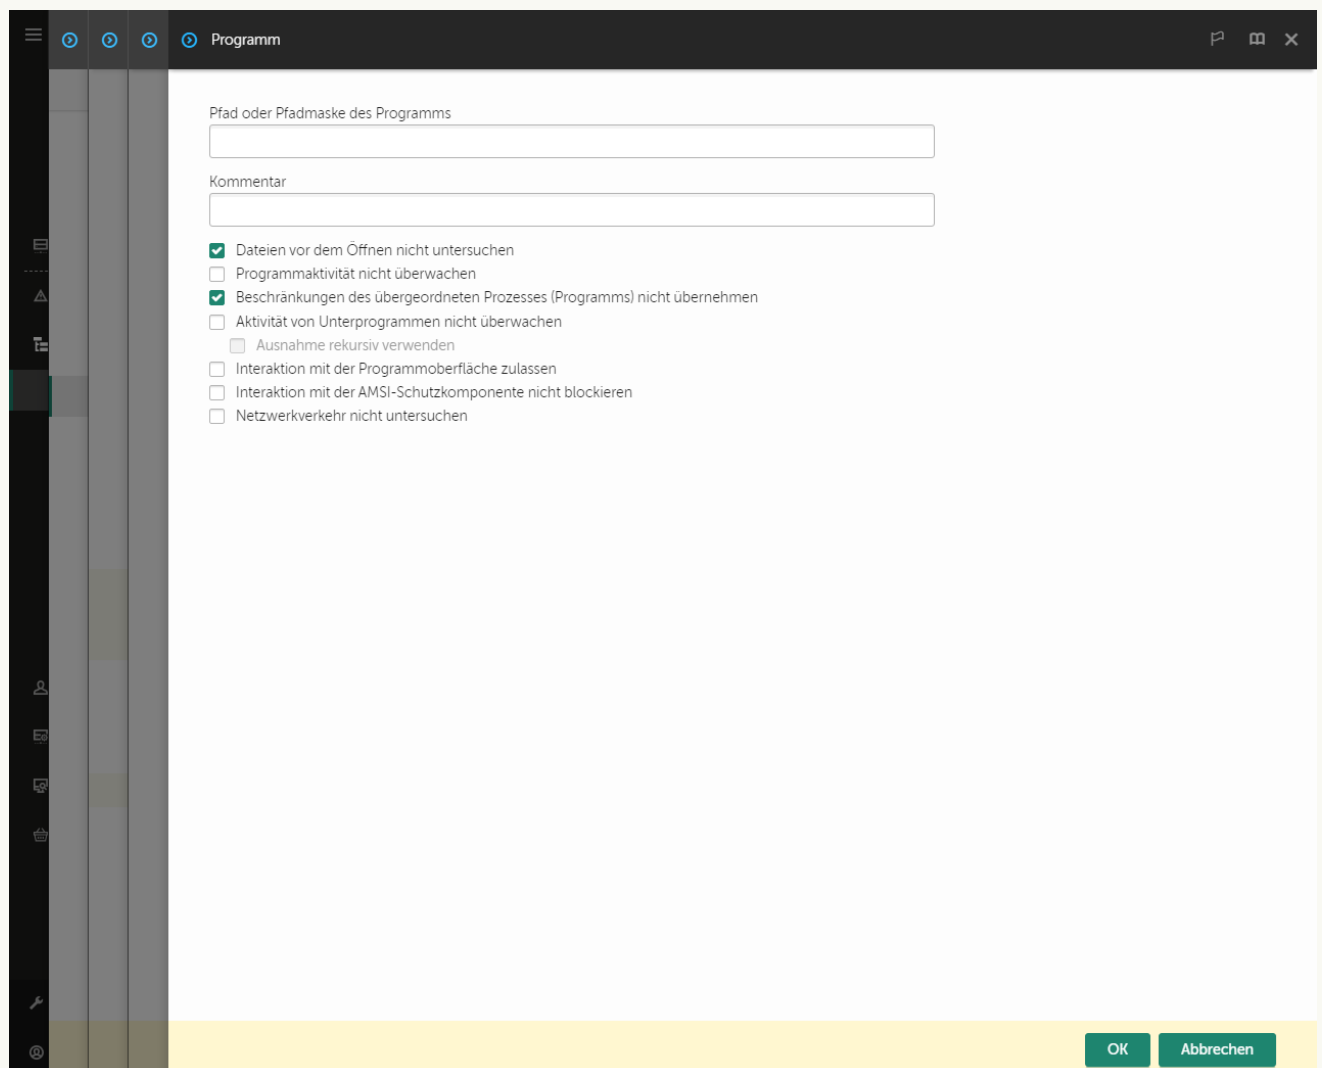 Programm
Pfad oder Pfadmaske des Programms
Kommentar
Dateien vor dem Öffnen nicht untersuchen
Programmaktivität nicht überwachen
Beschränkungen des übergeordneten Prozesses (Programms) nicht übernehmen
Aktivität von Unterprogrammen nicht überwachen
Ausnahme rekursiv verwenden
Interaktion mit der Programmoberfläche zulassen
Interaktion mit der AMSI-Schutzkomponente nicht blockieren
Netzwerkverkehr nicht untersuchen
OK Abbrechen